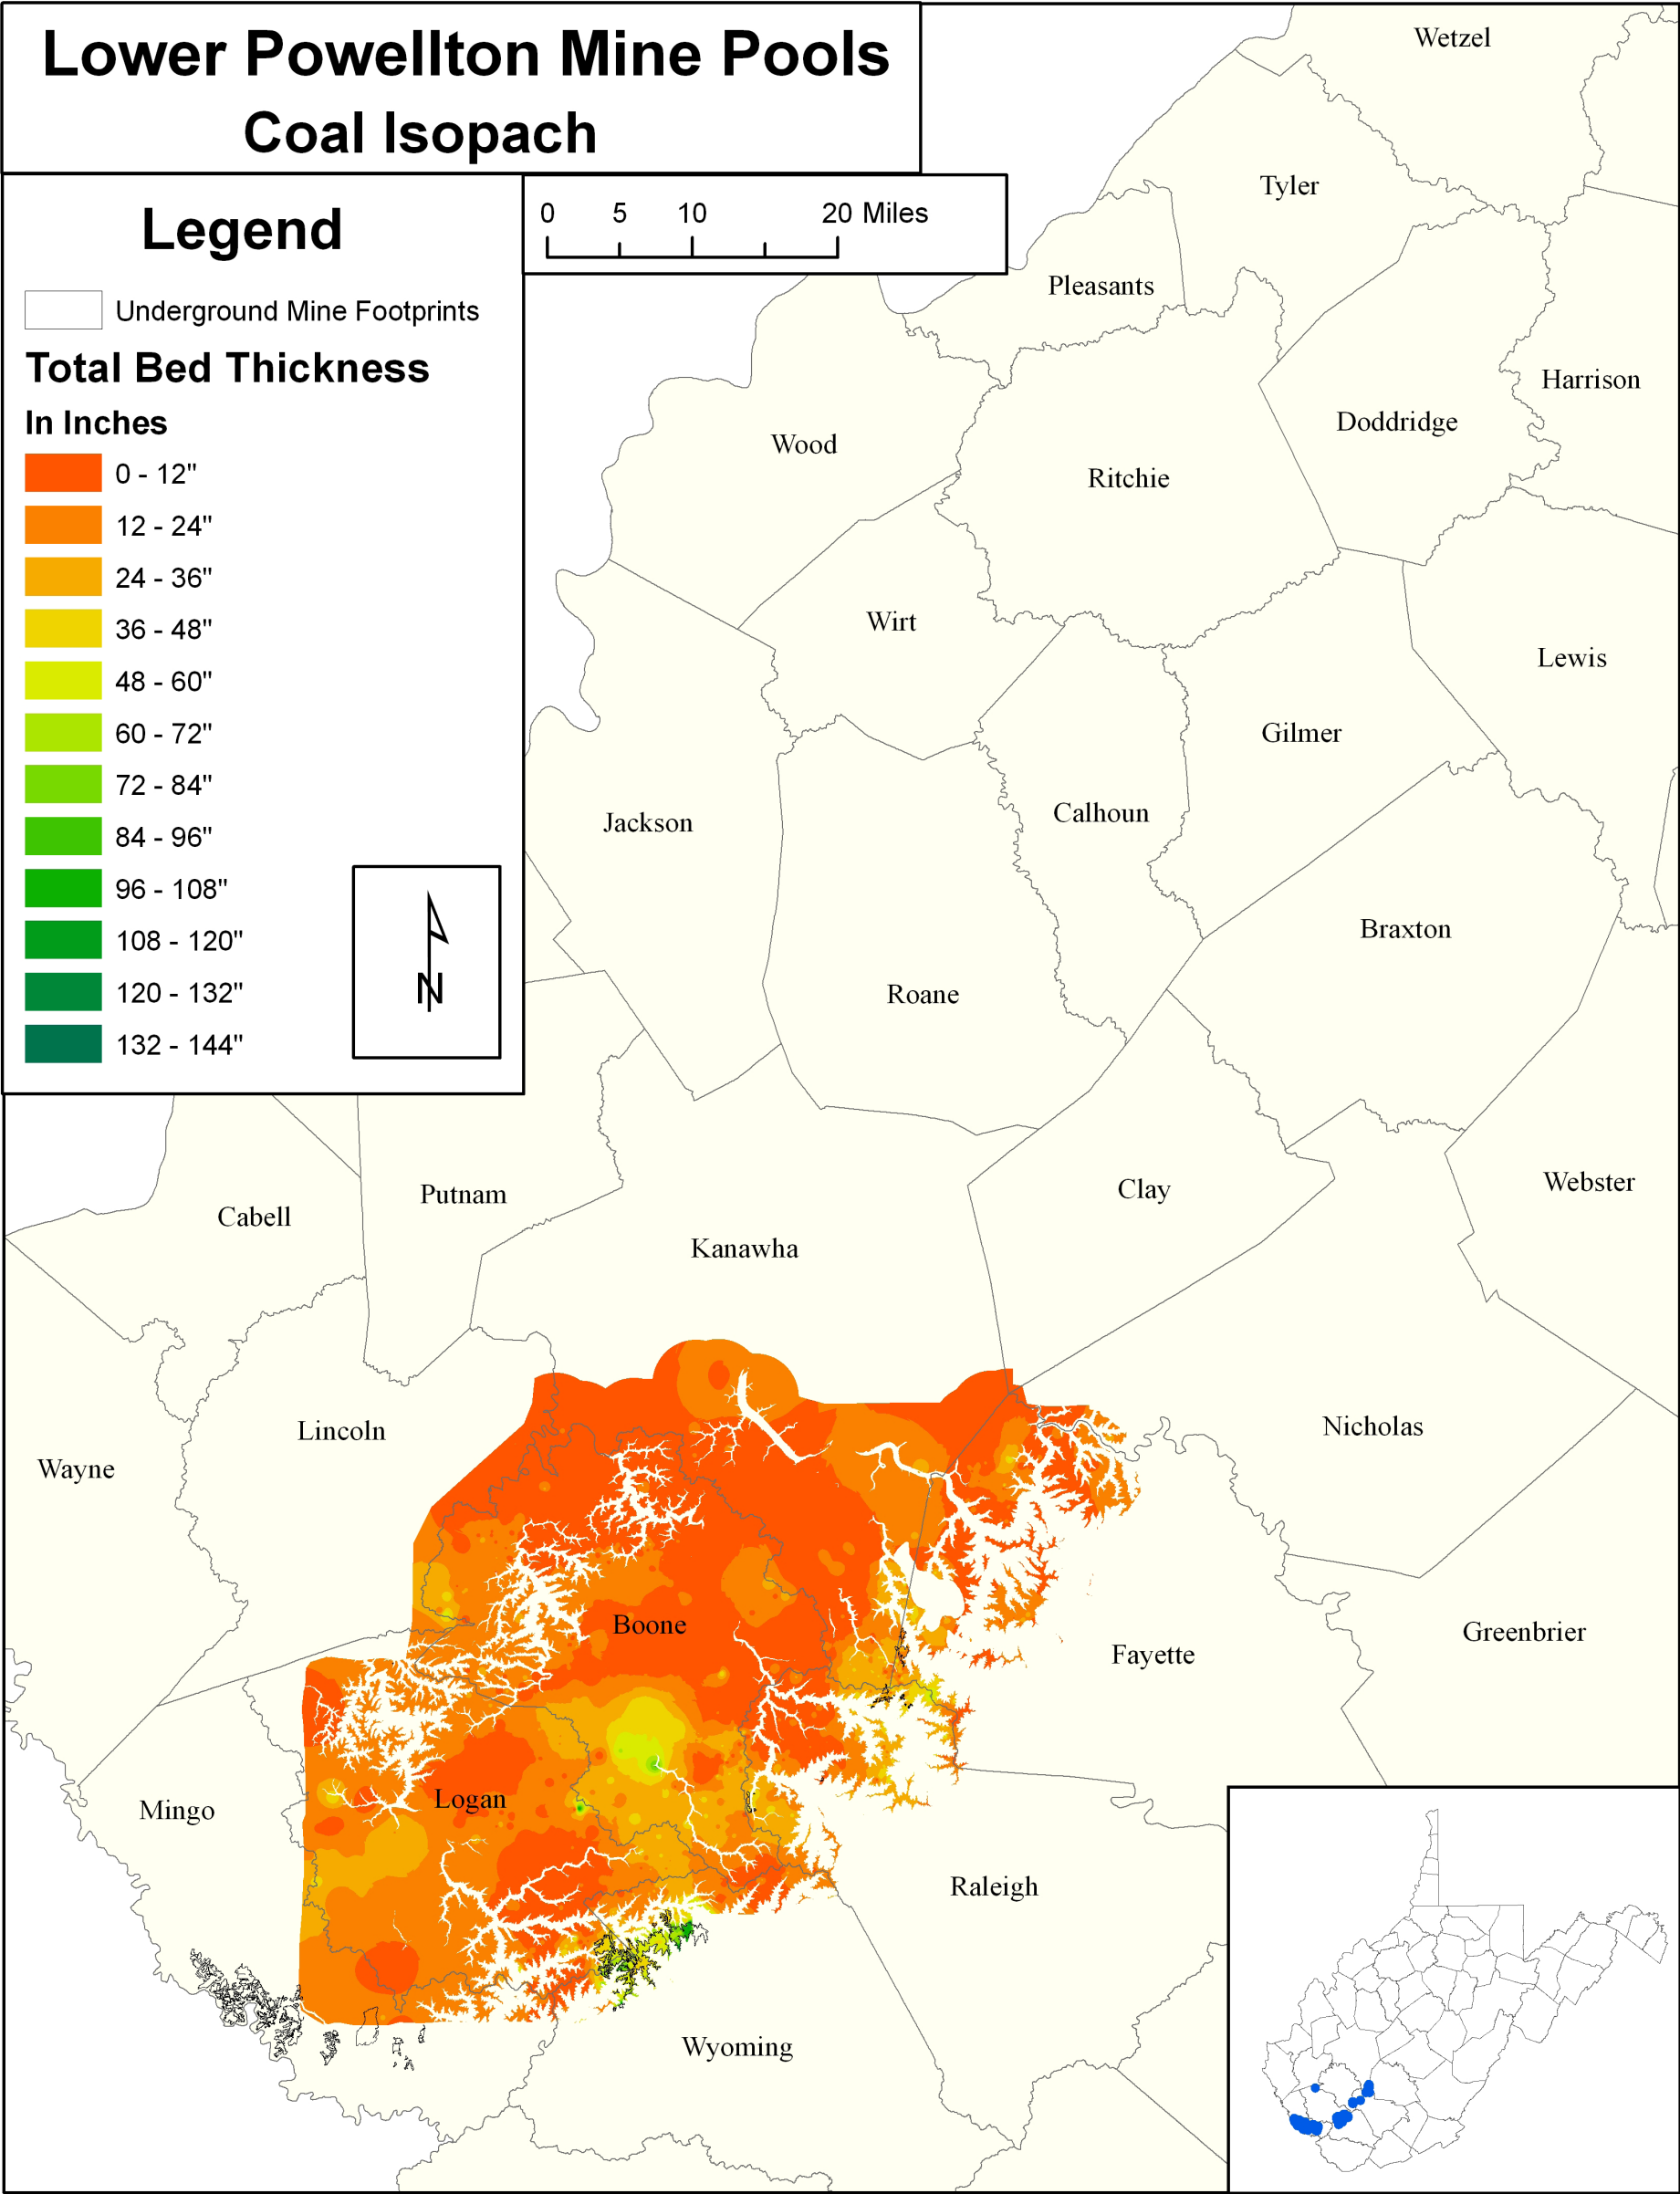 Lower Powellton Mine Pools
Coal Isopach
Legend
Underground Mine Footprints
Total Bed Thickness
In Inches
0 - 12"
12 - 24"
24 - 36"
36 - 48"
48 - 60"
60 - 72"
72 - 84"
84 - 96"
96 - 108"
108 - 120"
120 - 132"
132 - 144"
N
0 5 10 20 Miles
Wetzel
Tyler
Pleasants
Harrison
Doddridge
Wood
Ritchie
Wirt
Lewis
Gilmer
Calhoun
Jackson
Braxton
Roane
Webster
Clay
Putnam
Cabell
Kanawha
Nicholas
Lincoln
Wayne
Boone
Greenbrier
Fayette
Logan
Mingo
Raleigh
Wyoming